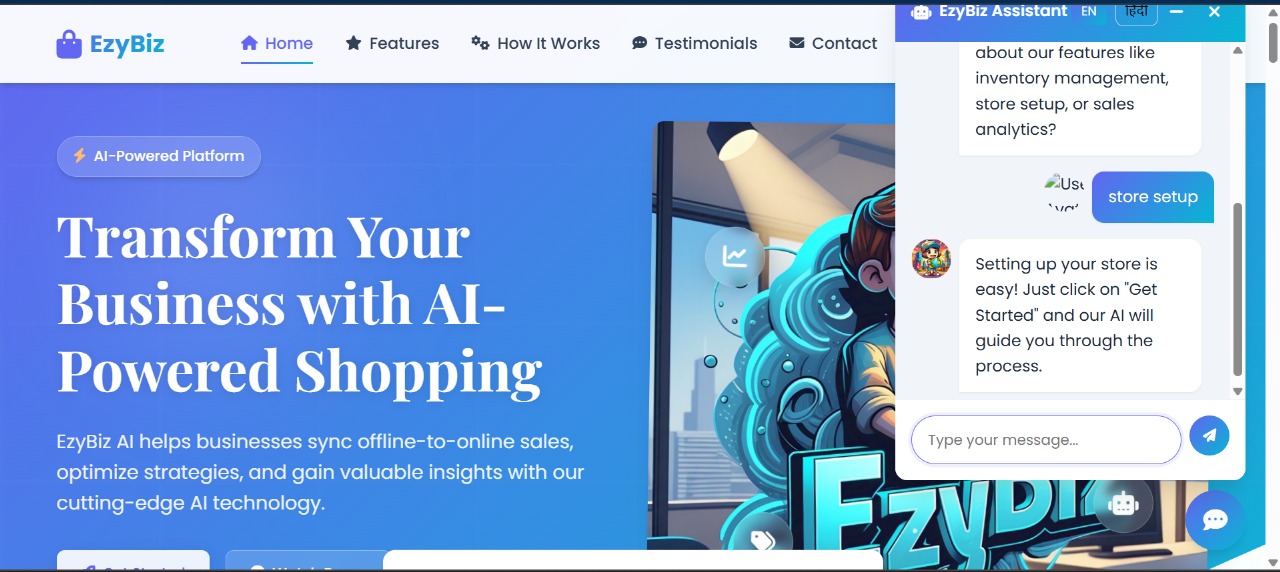 EzyBiz
Home
Features
How It Works
Testimonials
Contact
AI-Powered Platform
Transform Your
Business with AI-
Powered Shopping
EzyBiz AI helps businesses sync offline-to-online sales,
optimize strategies, and gain valuable insights with our
cutting-edge AI technology.
EzyBiz
EzyBiz Assistant
EN
हिंदी
about our features like
inventory management,
store setup, or sales
analytics?
store setup
Setting up your store is
easy! Just click on "Get
Started" and our AI will
guide you through the
process.
Type your message...